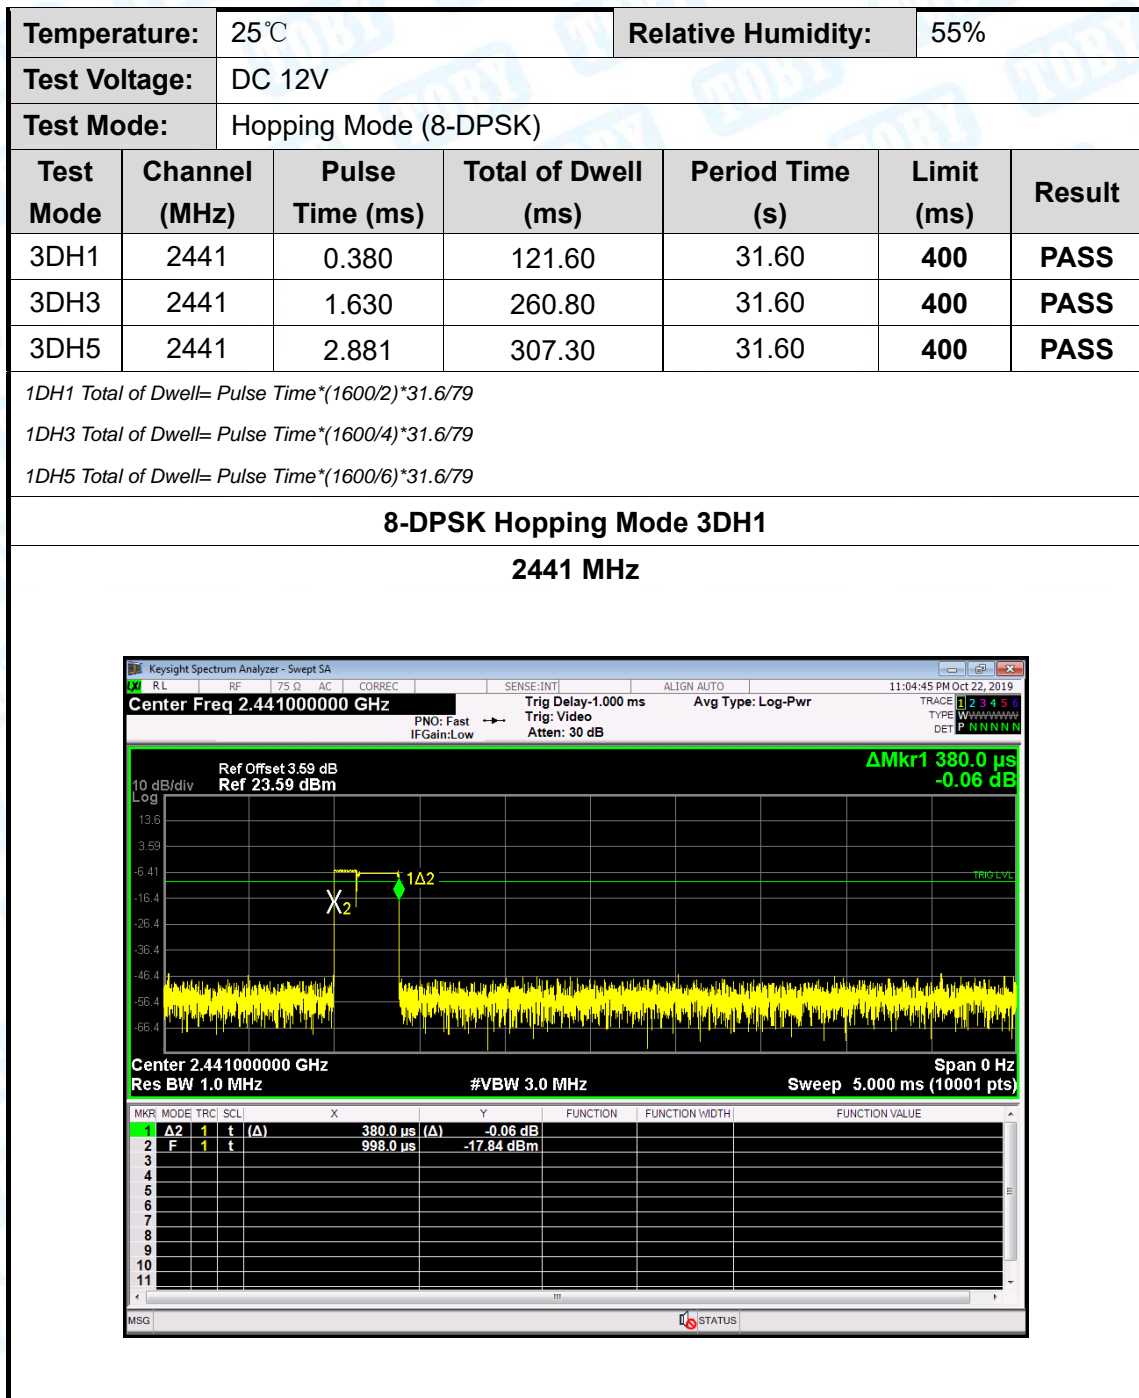 Temperature: 25℃ Relative Humidity: 55%
Test Voltage: DC 12V
Test Mode: Hopping Mode (8-DPSK)
Test Mode Channel (MHz) Pulse Time (ms) Total of Dwell (ms) Period Time (s) Limit (ms) Result
3DH1 2441 0.380 121.60 31.60 400 PASS
3DH3 2441 1.630 260.80 31.60 400 PASS
3DH5 2441 2.881 307.30 31.60 400 PASS
1DH1 Total of Dwell= Pulse Time*(1600/2)*31.6/79
1DH3 Total of Dwell= Pulse Time*(1600/4)*31.6/79
1DH5 Total of Dwell= Pulse Time*(1600/6)*31.6/79
8-DPSK Hopping Mode 3DH1
2441 MHz
Keysight Spectrum Analyzer - Swept SA
LXI RL RF 75 Ω AC CORREC SENSE:INT ALIGN AUTO 11:04:45 PM Oct 22, 2019
Center Freq 2.441000000 GHz Trig Delay-1.000 ms Avg Type: Log-Pwr TRACE 1 2 3 4 5 6
PNO: Fast Trig: Video TYPE WWWWWW
IFGain:Low Atten: 30 dB DET P N N N N N
ΔMkr1 380.0 µs
Ref Offset 3.59 dB
-0.06 dB
10 dB/div Ref 23.59 dBm
Log
13.6
3.59
-6.41
TRIG LVL
1Δ2
-16.4
2
-26.4
-36.4
-46.4
-56.4
-66.4
Center 2.441000000 GHz Span 0 Hz
Res BW 1.0 MHz #VBW 3.0 MHz Sweep 5.000 ms (10001 pts)
MKR MODE TRC SCL X Y FUNCTION FUNCTION WIDTH FUNCTION VALUE
1 Δ2 1 t (Δ) 380.0 µs (Δ) -0.06 dB
2 F 1 t 998.0 µs -17.84 dBm
3
4
5
6
7
8
9
10
11
MSG STATUS